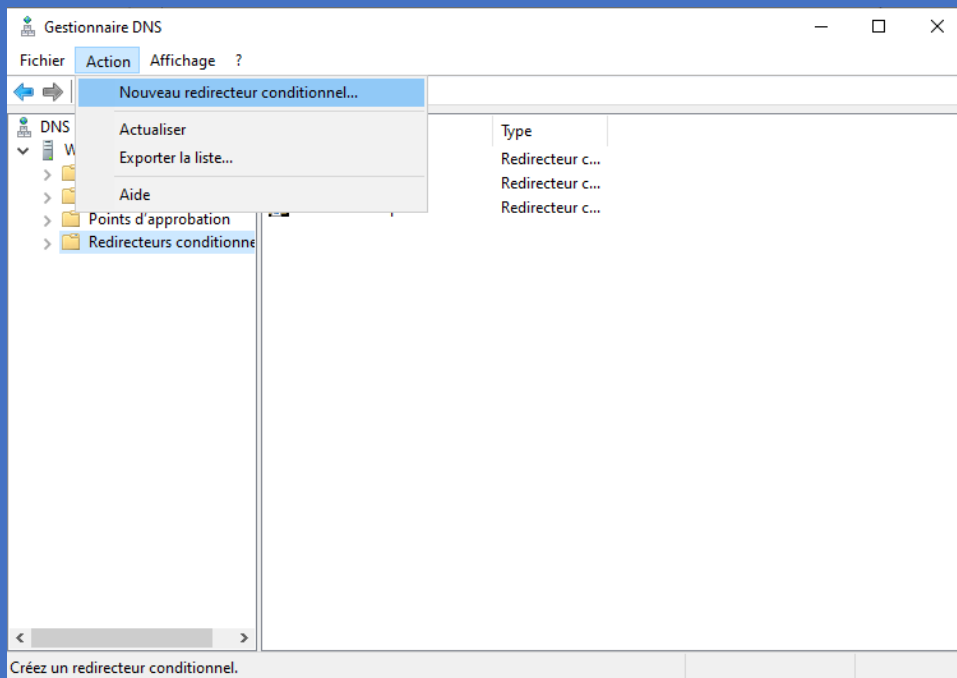 Gestionnaire DNS
Fichier Action Affichage ?
Nouveau redirecteur conditionnel...
Actualiser
Exporter la liste...
Aide
DNS
Points d'approbation
Redirecteurs conditionne
Type
Redirecteur c...
Redirecteur c...
Redirecteur c...
Créez un redirecteur conditionnel.